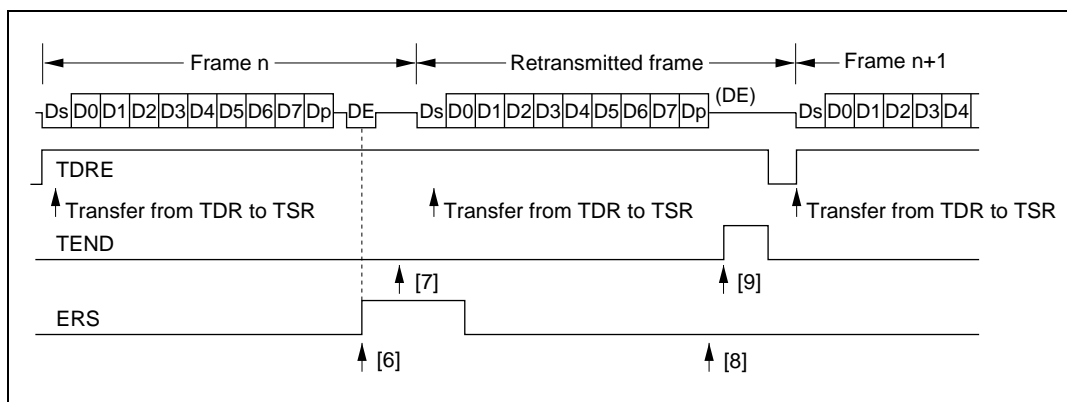 Frame n Retransmitted frame Frame n+1
(DE)
Ds D0 D1 D2 D3 D4 D5 D6 D7 Dp DE Ds D0 D1 D2 D3 D4 D5 D6 D7 Dp Ds D0 D1 D2 D3 D4
TDRE
Transfer from TDR to TSR Transfer from TDR to TSR Transfer from TDR to TSR
TEND
[7] [9]
ERS
[6] [8]